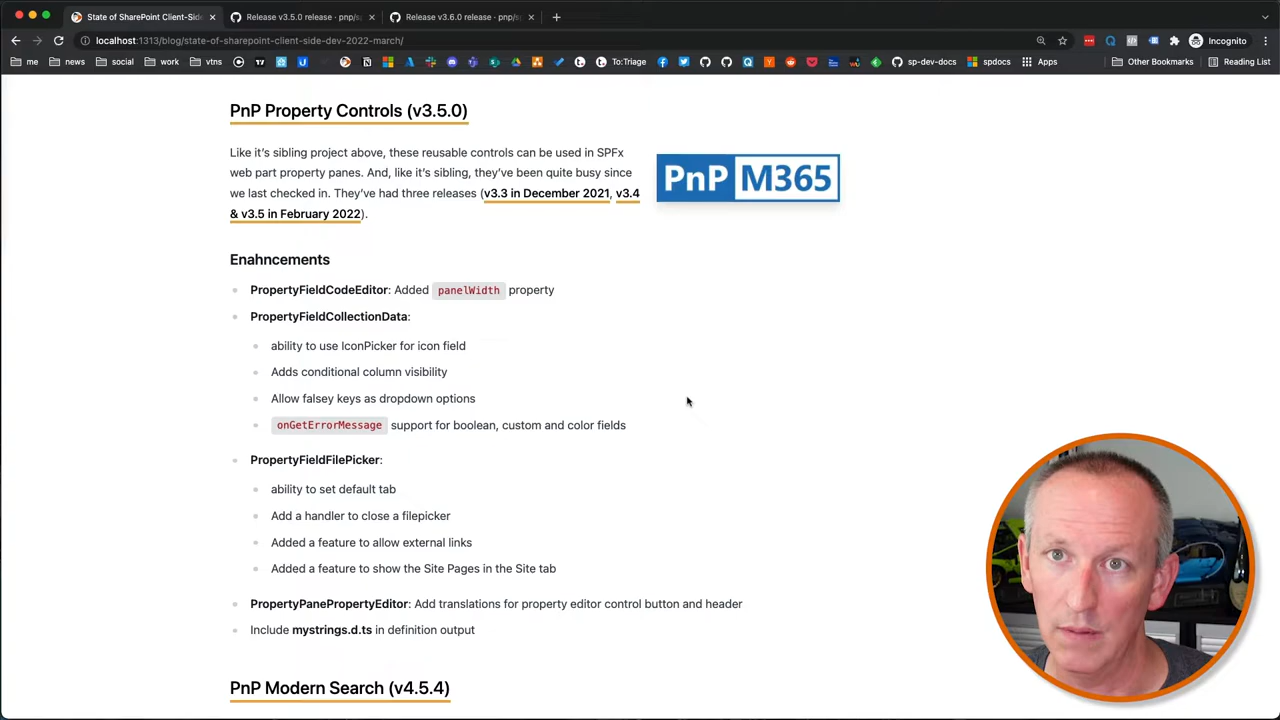 State of SharePoint Client-Side
Release v3.5.0 release · pnp/s
Release v3.6.0 release · pnp/
localhost:1313/blog/state-of-sharepoint-client-side-dev-2022-march/
Incognito
me
news
social
work
vtns
To:Triage
sp-dev-docs
spdocs
Apps
Other Bookmarks
Reading List
PnP Property Controls (v3.5.0)
Like it's sibling project above, these reusable controls can be used in SPFx
web part property panes. And, like it's sibling, they've been quite busy since
we last checked in. They've had three releases (v3.3 in December 2021, v3.4
& v3.5 in February 2022).
PnP M365
Enahncements
PropertyFieldCodeEditor: Added panelWidth property
PropertyFieldCollectionData:
ability to use IconPicker for icon field
Adds conditional column visibility
Allow falsey keys as dropdown options
onGetErrorMessage support for boolean, custom and color fields
PropertyFieldFilePicker:
ability to set default tab
Add a handler to close a filepicker
Added a feature to allow external links
Added a feature to show the Site Pages in the Site tab
PropertyPanePropertyEditor: Add translations for property editor control button and header
Include mystrings.d.ts in definition output
PnP Modern Search (v4.5.4)